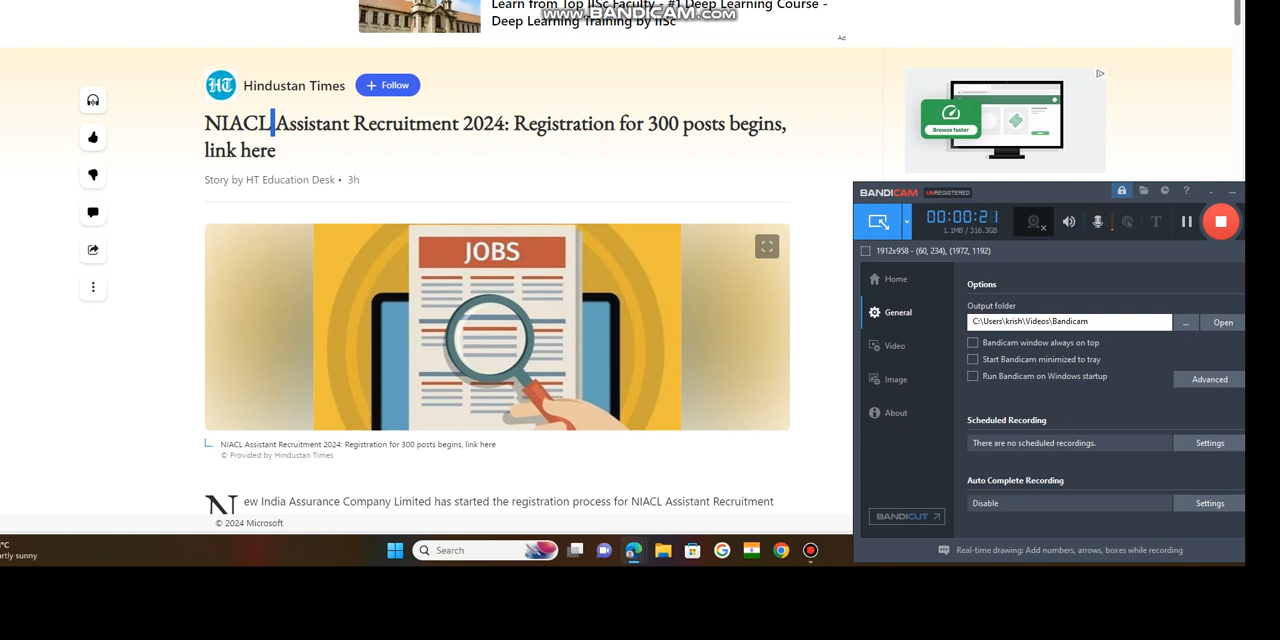 Learn from Top IISc Faculty - #1 Deep Learning Course -
Deep Learning Training by IISc
www.BANDICAM.com
Ad
HT
Hindustan Times
+ Follow
NIACL Assistant Recruitment 2024: Registration for 300 posts begins,
link here
Story by HT Education Desk • 3h
Browse faster
JOBS
NIACL Assistant Recruitment 2024: Registration for 300 posts begins, link here
© Provided by Hindustan Times
New India Assurance Company Limited has started the registration process for NIACL Assistant Recruitment
© 2024 Microsoft
BANDICAM UNREGISTERED
00:00:21
1.1MB / 316.3GB
1912x958 - (60, 234), (1972, 1192)
Home
General
Video
Image
About
BANDICUT
Options
Output folder
C:\Users\krish\Videos\Bandicam
...
Open
Bandicam window always on top
Start Bandicam minimized to tray
Run Bandicam on Windows startup
Advanced
Scheduled Recording
There are no scheduled recordings.
Settings
Auto Complete Recording
Disable
Settings
Real-time drawing: Add numbers, arrows, boxes while recording
°C
artly sunny
Search